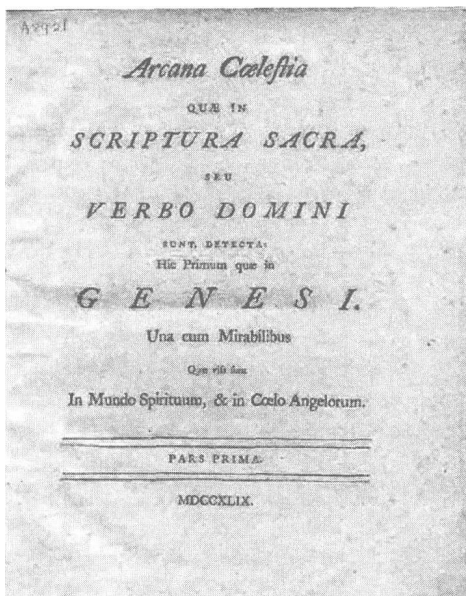 A8921
Arcana Cœleſtia
QUÆ IN
SCRIPTURA SACRA,
SEU
VERBO DOMINI
SUNT, DETECTA:
Hic Primum quæ in
GENESI.
Una cum Mirabilibus
Quæ viſa ſunt
In Mundo Spirituum, & in Cœlo Angelorum.
PARS PRIMA.
MDCCXLIX.